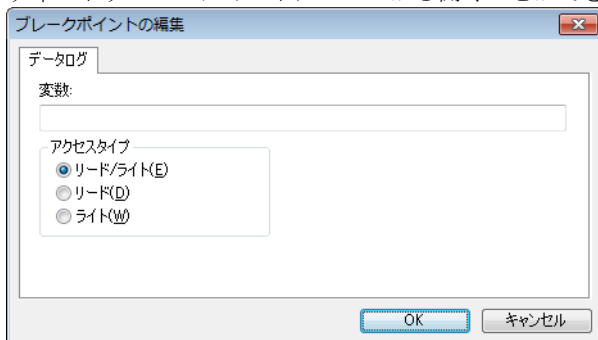 ブレークポイントの編集
データログ
変数:
アクセスタイプ
リード/ライト(E)
リード(D)
ライト(W)
OK キャンセル